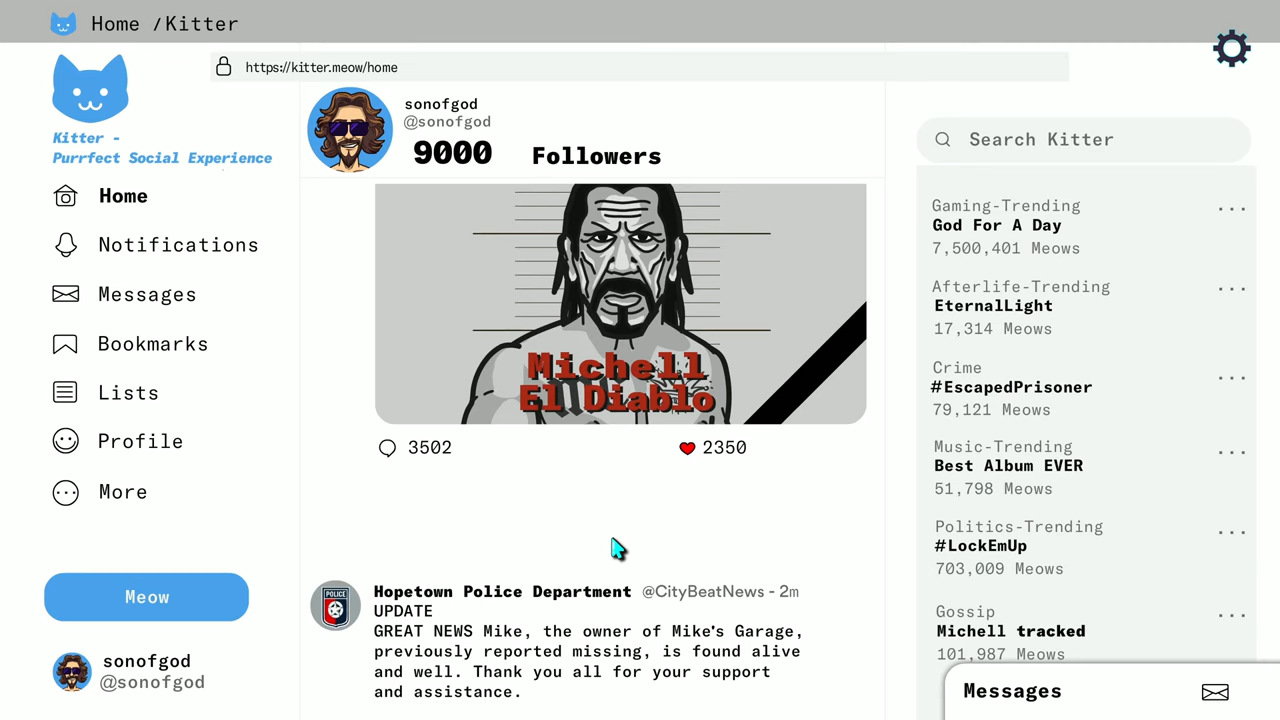 Home /Kitter
https://kitter.meow/home
Kitter -
Purrfect Social Experience
Home
Notifications
Messages
Bookmarks
Lists
Profile
More
Meow
sonofgod
@sonofgod
sonofgod
@sonofgod
9000 Followers
Michell
El Diablo
3502
2350
POLICE
Hopetown Police Department @CityBeatNews - 2m
UPDATE
GREAT NEWS Mike, the owner of Mike's Garage,
previously reported missing, is found alive
and well. Thank you all for your support
and assistance.
Search Kitter
Gaming-Trending
...
God For A Day
7,500,401 Meows
Afterlife-Trending
...
EternalLight
17,314 Meows
Crime
...
#EscapedPrisoner
79,121 Meows
Music-Trending
...
Best Album EVER
51,798 Meows
Politics-Trending
...
#LockEmUp
703,009 Meows
Gossip
...
Michell tracked
101,987 Meows
Messages